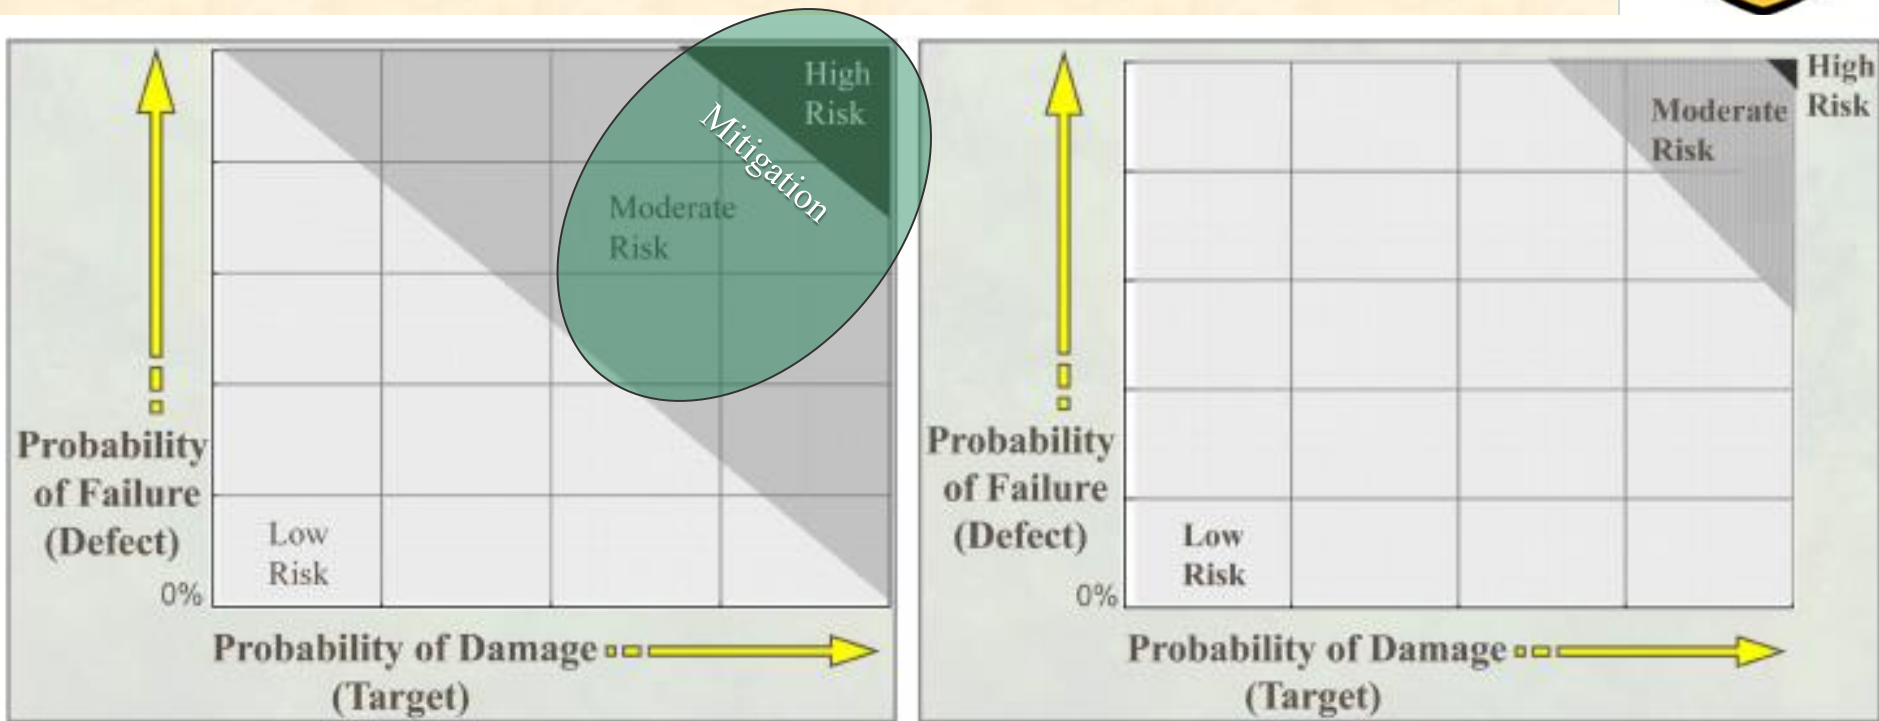 High
Risk
Mitigation
Moderate
Risk
Probability
of Failure
(Defect)
Low
Risk
0%
Probability of Damage
(Target)
High
Risk
Moderate
Risk
Probability
of Failure
(Defect)
Low
Risk
0%
Probability of Damage
(Target)